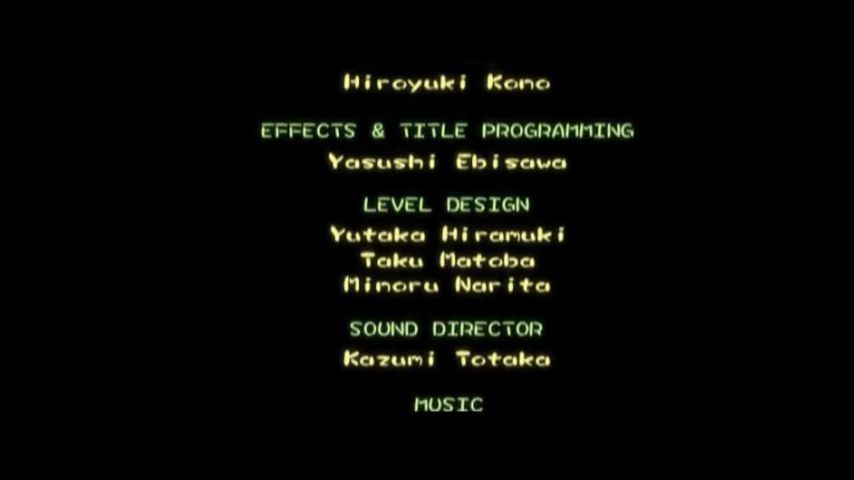 Hiroyuki Kono
EFFECTS & TITLE PROGRAMMING
Yasushi Ebisawa
LEVEL DESIGN
Yutaka Hiramuki
Taku Matoba
Minoru Narita
SOUND DIRECTOR
Kazumi Totaka
MUSIC